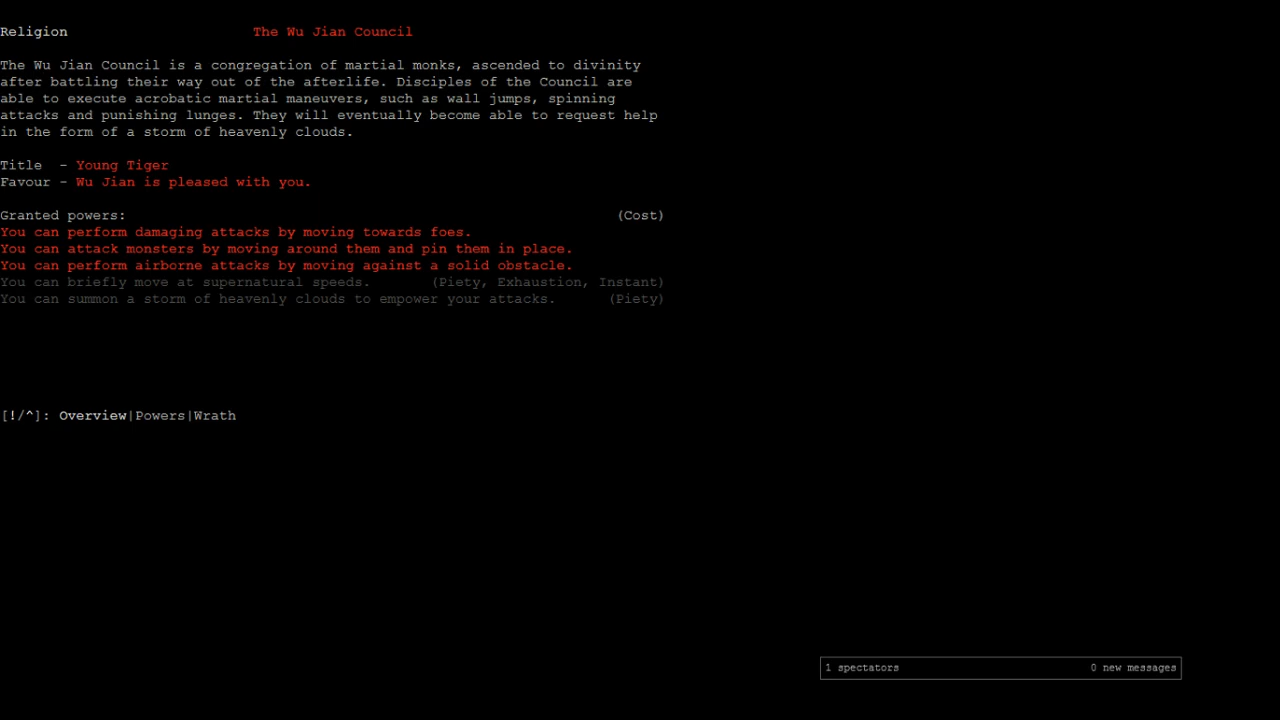 Religion The Wu Jian Council
The Wu Jian Council is a congregation of martial monks, ascended to divinity
after battling their way out of the afterlife. Disciples of the Council are
able to execute acrobatic martial maneuvers, such as wall jumps, spinning
attacks and punishing lunges. They will eventually become able to request help
in the form of a storm of heavenly clouds.
Title - Young Tiger
Favour - Wu Jian is pleased with you.
Granted powers: (Cost)
You can perform damaging attacks by moving towards foes.
You can attack monsters by moving around them and pin them in place.
You can perform airborne attacks by moving against a solid obstacle.
You can briefly move at supernatural speeds. (Piety, Exhaustion, Instant)
You can summon a storm of heavenly clouds to empower your attacks. (Piety)
[!/^]: Overview|Powers|Wrath
1 spectators 0 new messages